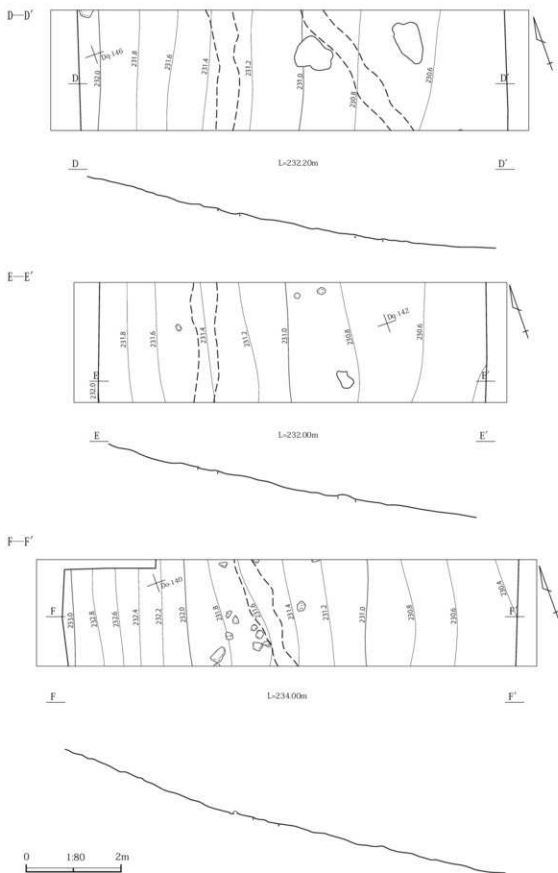 D—D′
Dq-146
232.0
231.8
231.6
231.4
231.2
231.0
230.8
230.6
D
D′
D
L=232.20m
D′
E—E′
232.0
231.8
231.6
231.4
231.2
231.0
230.8
Dq-142
230.6
E
E′
E
L=232.00m
E′
F—F′
233.0
232.8
232.6
232.4
232.2
Do-140
232.0
231.8
231.6
231.4
231.2
231.0
230.8
230.6
230.4
F
F′
F
L=234.00m
F′
0
1:80
2m